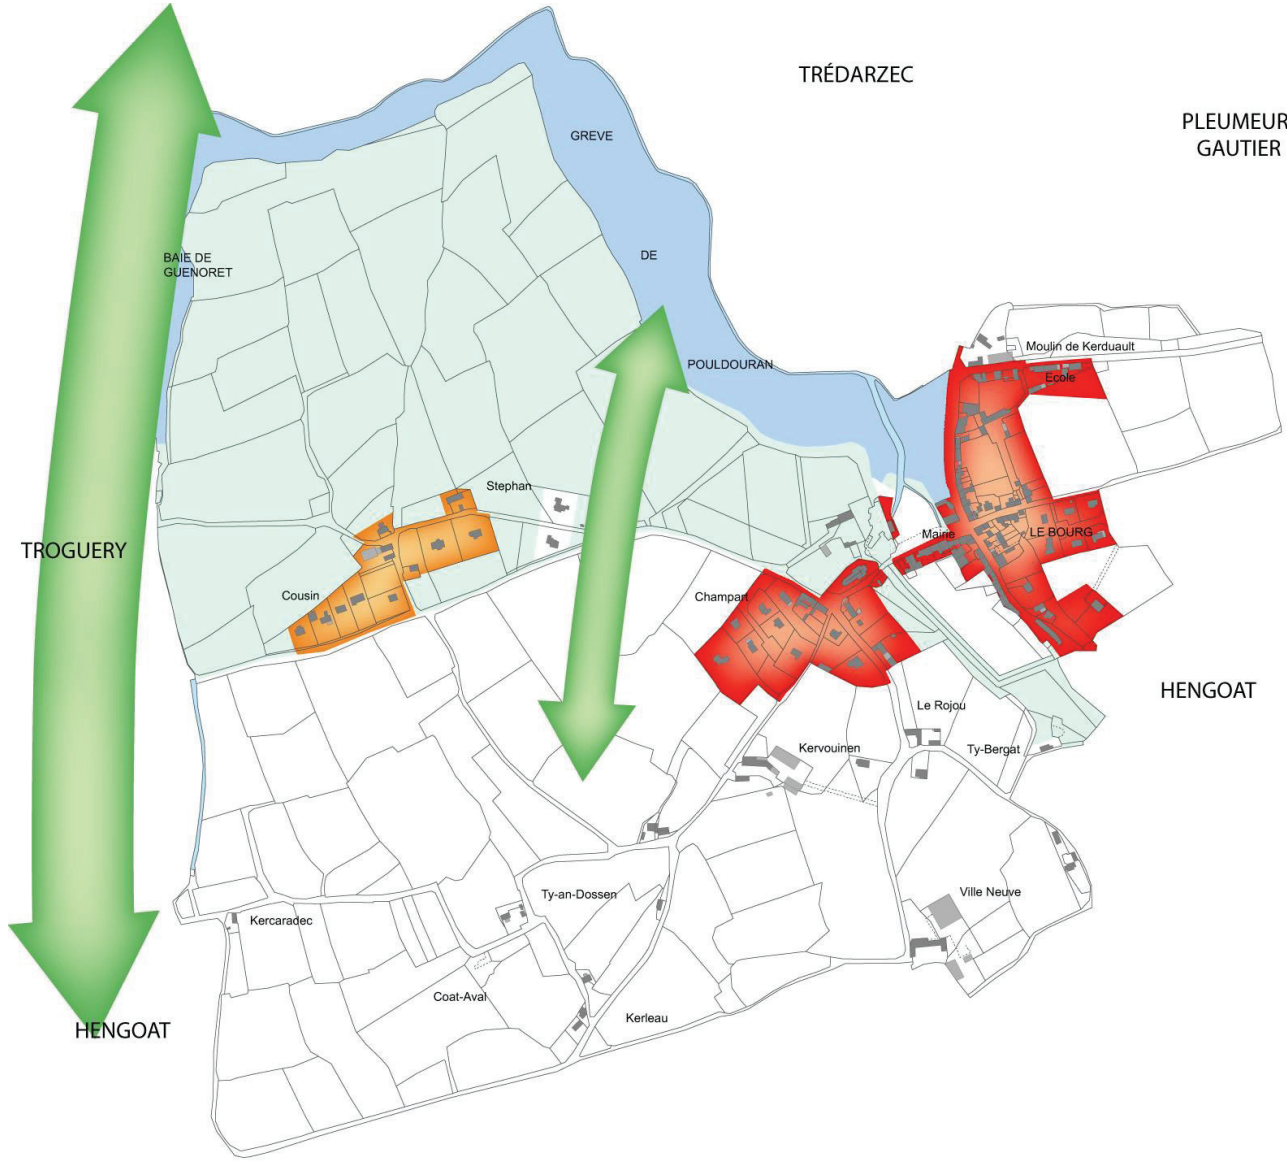 TRÉDARZEC
PLEUMEUR
GAUTIER
GREVE
BAIE DE
GUENORET
DE
POULDOURAN
Moulin de Kerduault
Ecole
Stephan
Mairie
LE BOURG
TROGUERY
Cousin
Champart
HENGOAT
Le Rojou
Kervouinen
Ty-Bergat
Ty-an-Dossen
Ville Neuve
Kercaradec
Coat-Aval
Kerleau
HENGOAT